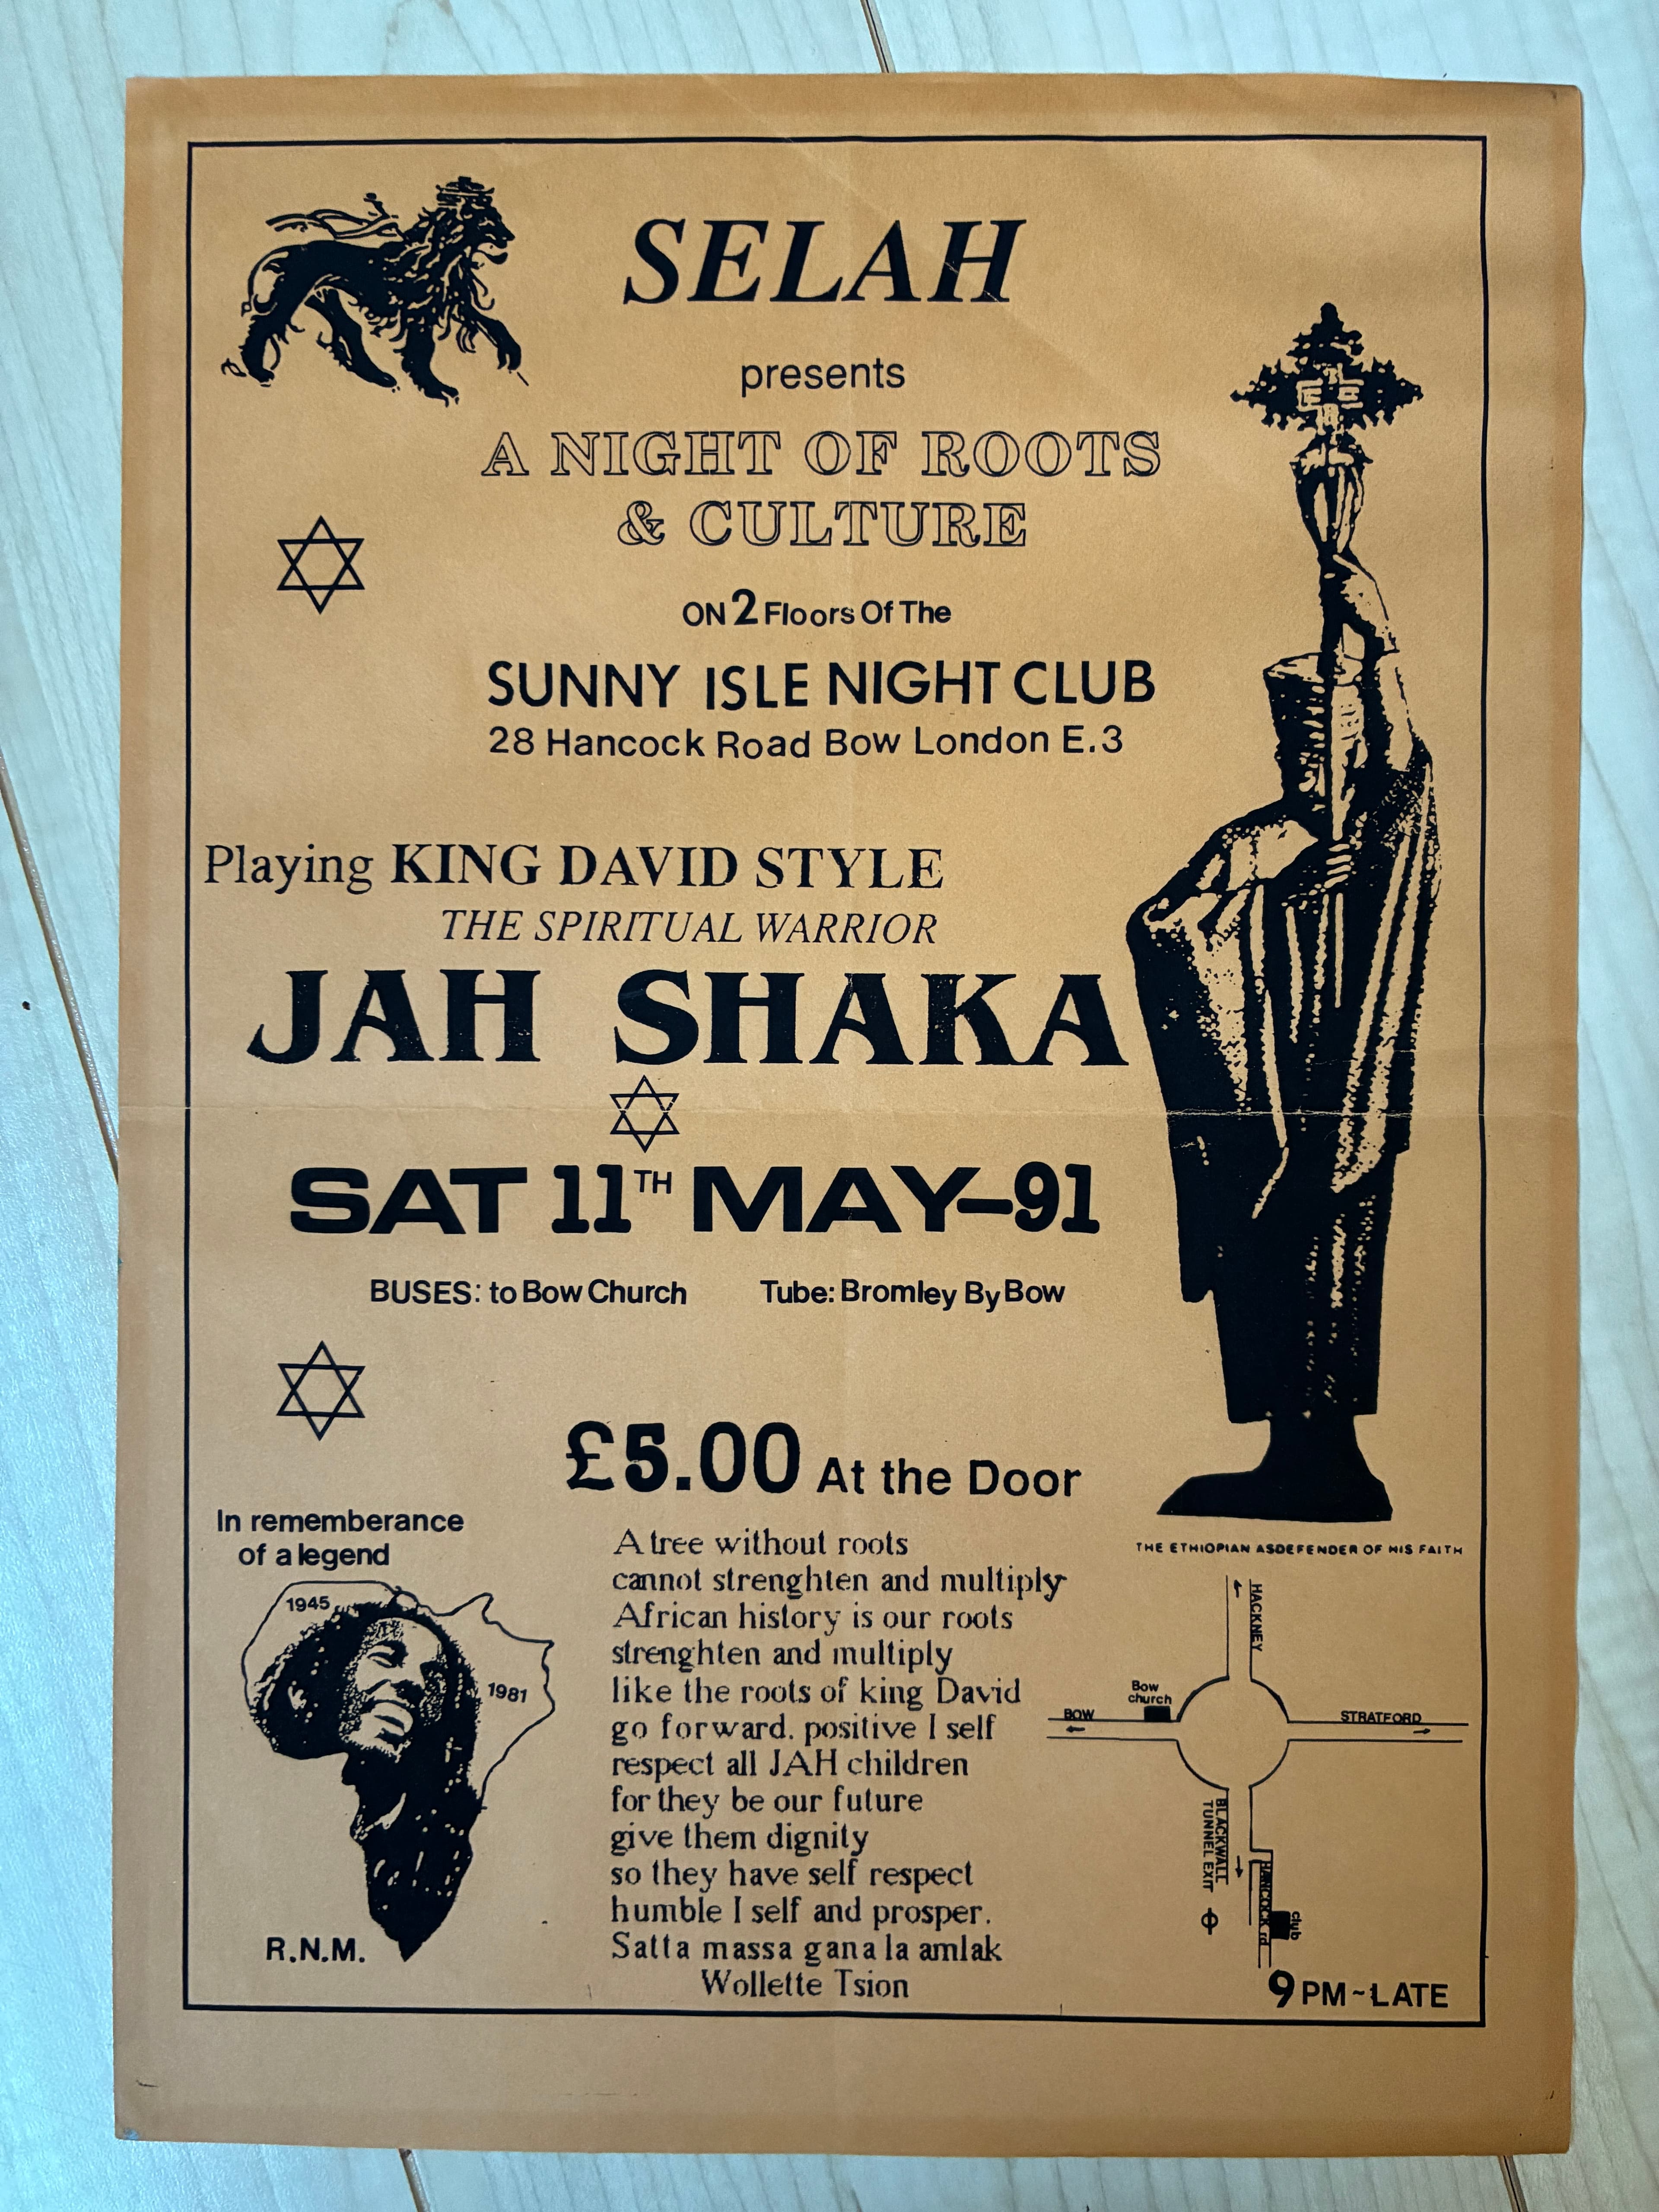 SELAH
presents
A NIGHT OF ROOTS
& CULTURE
ON 2 Floors Of The
SUNNY ISLE NIGHT CLUB
28 Hancock Road Bow London E.3
Playing KING DAVID STYLE
THE SPIRITUAL WARRIOR
JAH SHAKA
SAT 11TH MAY-91
BUSES: to Bow Church Tube: Bromley By Bow
£5.00 At the Door
In rememberance
of a legend
1945
1981
R.N.M.
A tree without roots
cannot strenghten and multiply
African history is our roots
strenghten and multiply
like the roots of king David
go forward. positive I self
respect all JAH children
for they be our future
give them dignity
so they have self respect
humble I self and prosper.
Satta massa gana la amlak
Wollette Tsion
THE ETHIOPIAN ASDEFENDER OF HIS FAITH
HACKNEY
Bow
church
BOW
STRATFORD
BLACKWALL
TUNNEL EXIT
HANCOCK rd
club
9 PM~LATE